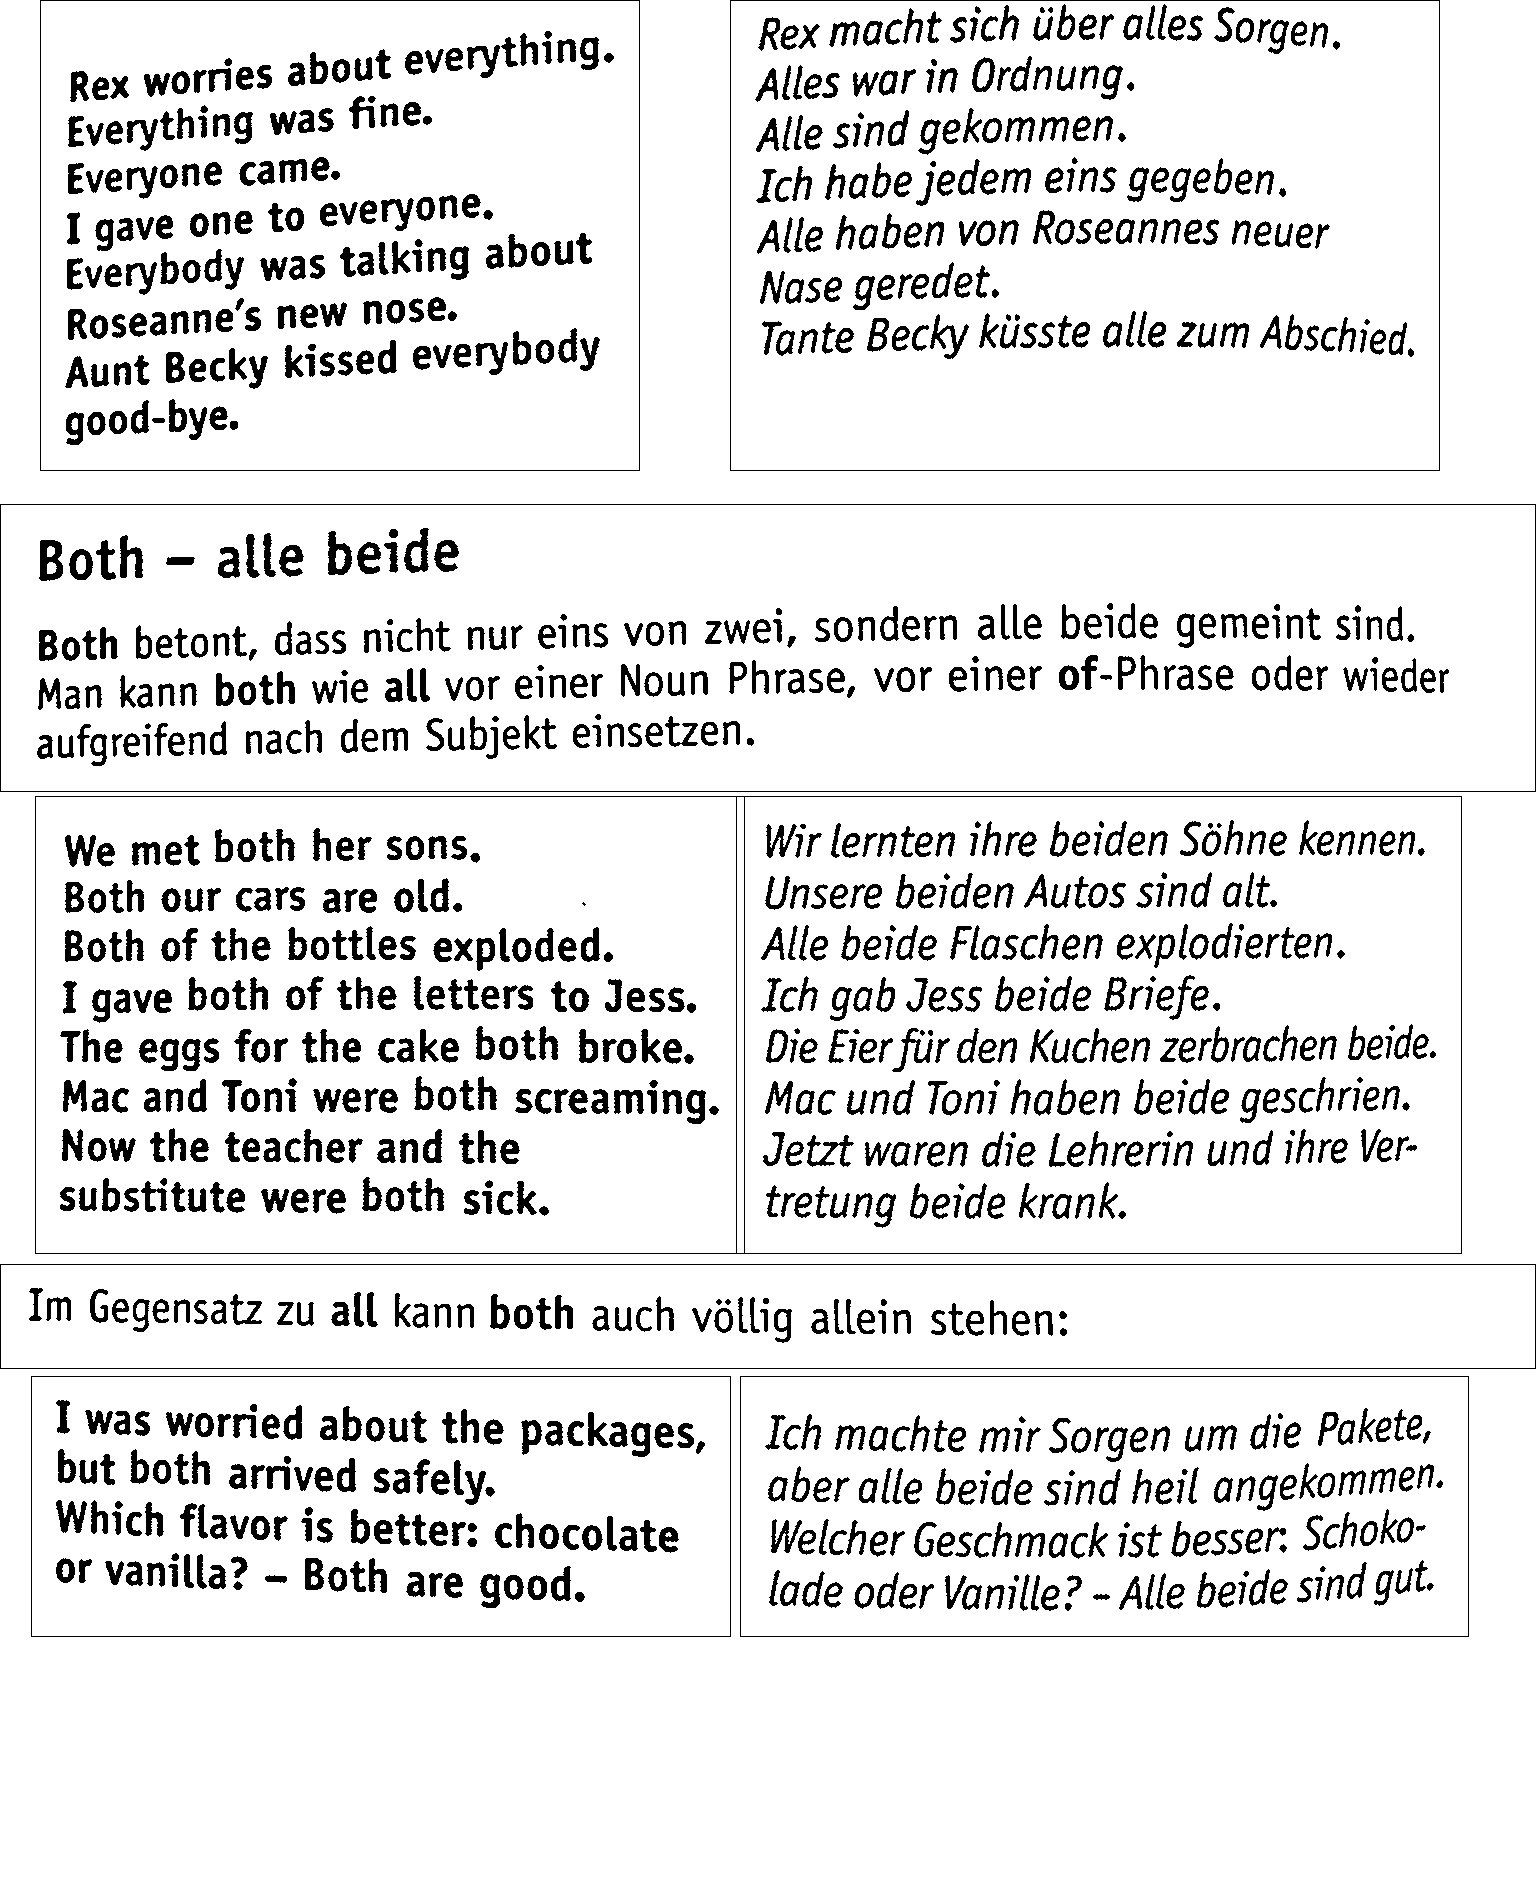 Rex worries about everything.
Everything was fine.
Everyone came.
I gave one to everyone.
Everybody was talking about
Roseanne's new nose.
Aunt Becky kissed everybody
good-bye.
Rex macht sich über alles Sorgen.
Alles war in Ordnung.
Alle sind gekommen.
Ich habe jedem eins gegeben.
Alle haben von Roseannes neuer
Nase geredet.
Tante Becky küsste alle zum Abschied.
Both – alle beide
Both betont, dass nicht nur eins von zwei, sondern alle beide gemeint sind.
Man kann both wie all vor einer Noun Phrase, vor einer of-Phrase oder wieder
aufgreifend nach dem Subjekt einsetzen.
We met both her sons.
Both our cars are old.
Both of the bottles exploded.
I gave both of the letters to Jess.
The eggs for the cake both broke.
Mac and Toni were both screaming.
Now the teacher and the
substitute were both sick.
Wir lernten ihre beiden Söhne kennen.
Unsere beiden Autos sind alt.
Alle beide Flaschen explodierten.
Ich gab Jess beide Briefe.
Die Eier für den Kuchen zerbrachen beide.
Mac und Toni haben beide geschrien.
Jetzt waren die Lehrerin und ihre Ver-
tretung beide krank.
Im Gegensatz zu all kann both auch völlig allein stehen:
I was worried about the packages,
but both arrived safely.
Which flavor is better: chocolate
or vanilla? – Both are good.
Ich machte mir Sorgen um die Pakete,
aber alle beide sind heil angekommen.
Welcher Geschmack ist besser: Schoko-
lade oder Vanille? – Alle beide sind gut.